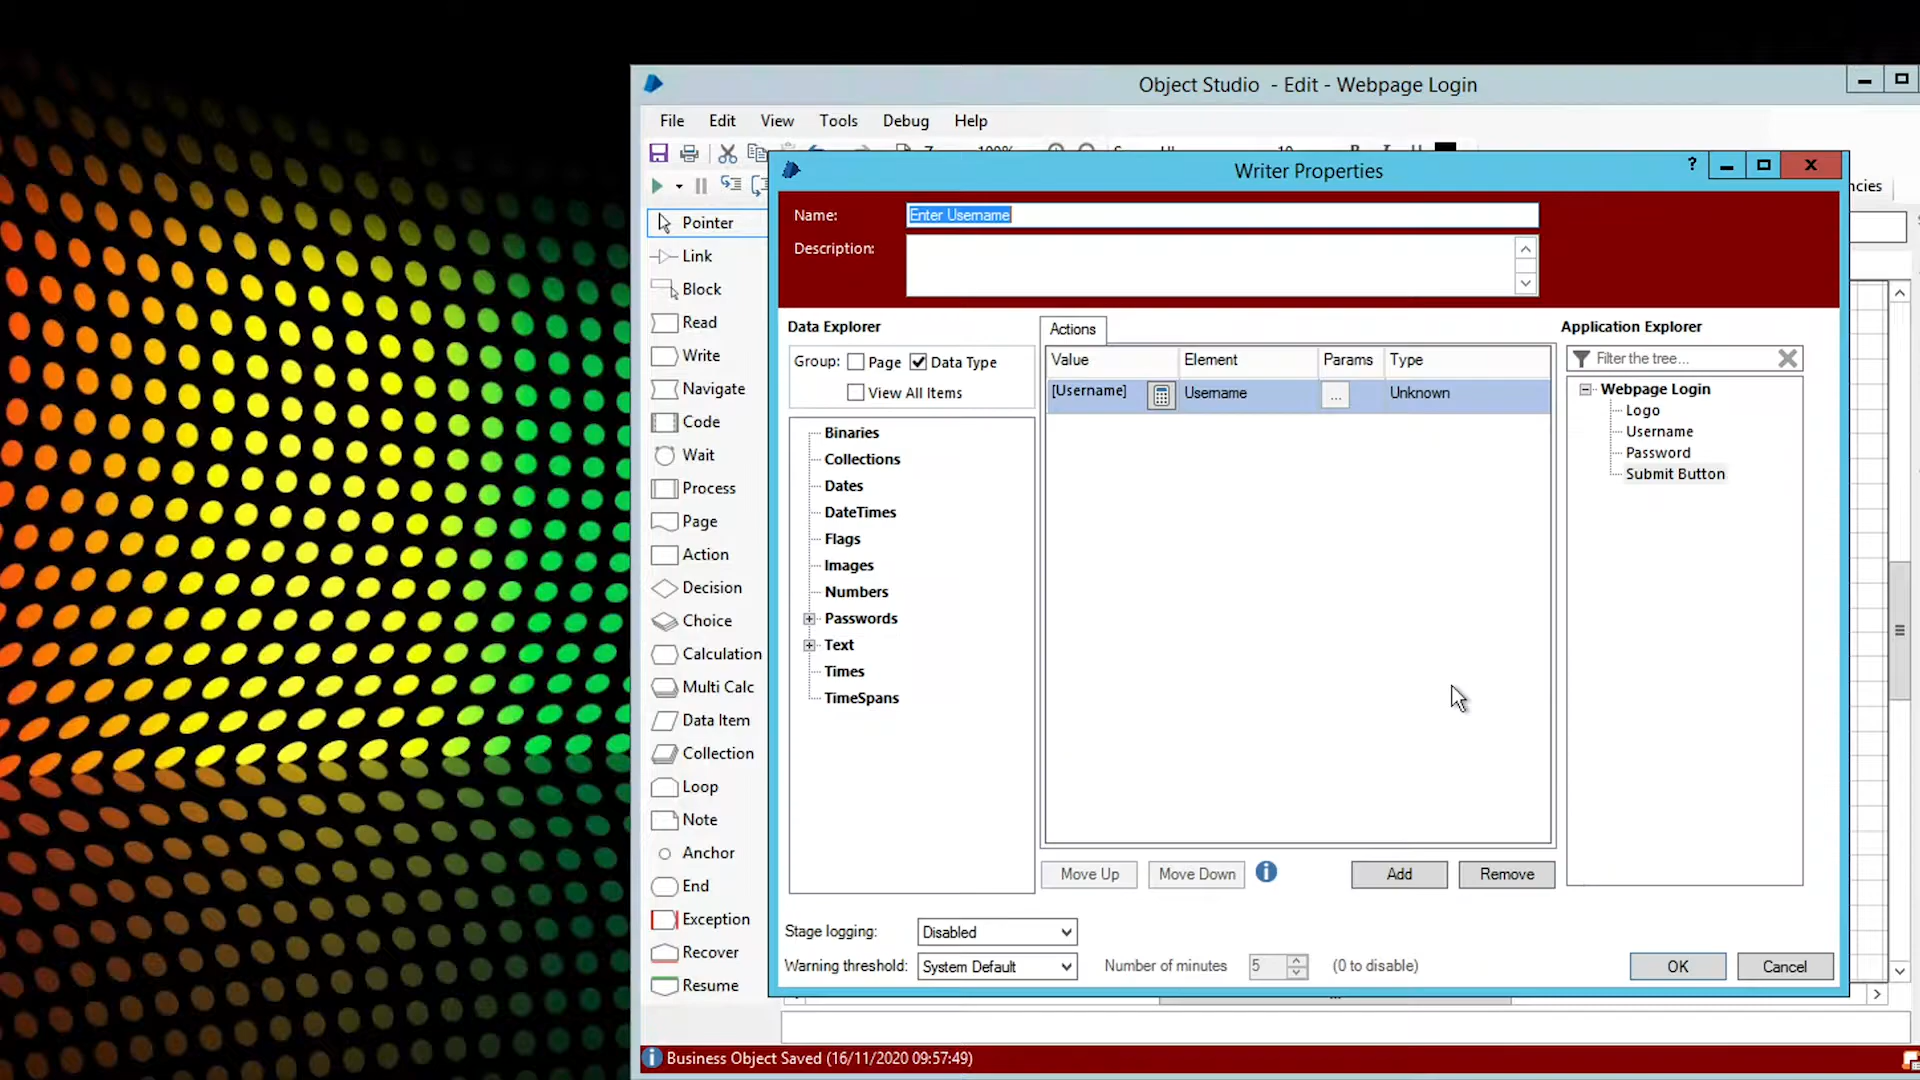 Object Studio - Edit - Webpage Login
File Edit View Tools Debug Help
Writer Properties
?
Name: Enter Username
Description:
Pointer
Link
Block
Read
Write
Navigate
Code
Wait
Process
Page
Action
Decision
Choice
Calculation
Multi Calc
Data Item
Collection
Loop
Note
Anchor
End
Exception
Recover
Resume
Data Explorer
Group: Page Data Type
View All Items
Binaries
Collections
Dates
DateTimes
Flags
Images
Numbers
Passwords
Text
Times
TimeSpans
Actions
Value Element Params Type
[Username] Username ... Unknown
Move Up Move Down Add Remove
Application Explorer
Filter the tree...
Webpage Login
Logo
Username
Password
Submit Button
Stage logging: Disabled
Warning threshold: System Default Number of minutes 5 (0 to disable)
OK Cancel
Business Object Saved (16/11/2020 09:57:49)